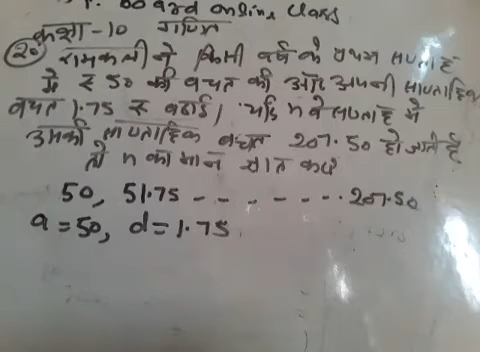 Board online class
कक्षा-10 गणित
(20) रामकली ने किसी वर्ष के प्रथम सप्ताह
में ₹ 50 की बचत की और अपनी साप्ताहिक
बचत 1.75 रु बढ़ाई। यदि n वें सप्ताह में
उसकी साप्ताहिक बचत 207.50 हो जाती है
तो n का मान ज्ञात करो
50, 51.75 - - - - - - - - 207.50
a = 50, d = 1.75